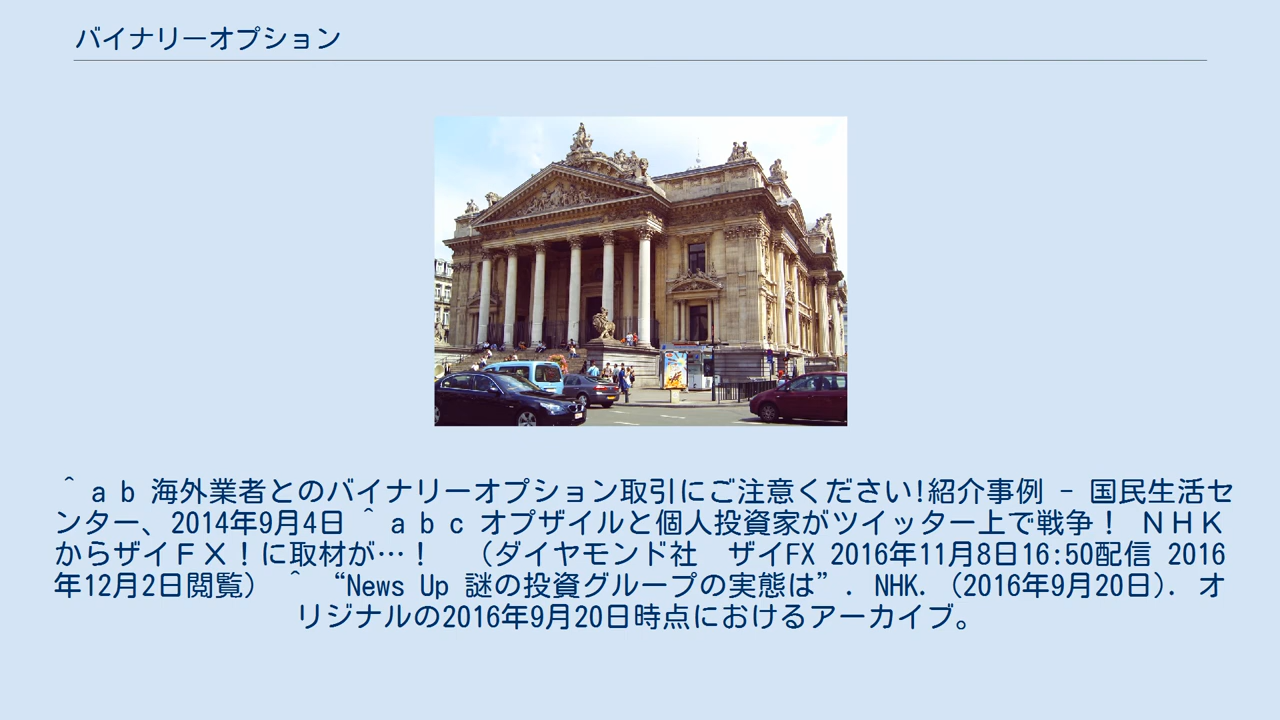 バイナリーオプション
^ a b 海外業者とのバイナリーオプション取引にご注意ください!紹介事例 - 国民生活セ
ンター、2014年9月4日 ^ a b c オプザイルと個人投資家がツイッター上で戦争！ ＮＨＫ
からザイＦＸ！に取材が…！　（ダイヤモンド社　ザイFX 2016年11月8日16:50配信 2016
年12月2日閲覧） ^ “News Up 謎の投資グループの実態は”. NHK. (2016年9月20日). オ
リジナルの2016年9月20日時点におけるアーカイブ。